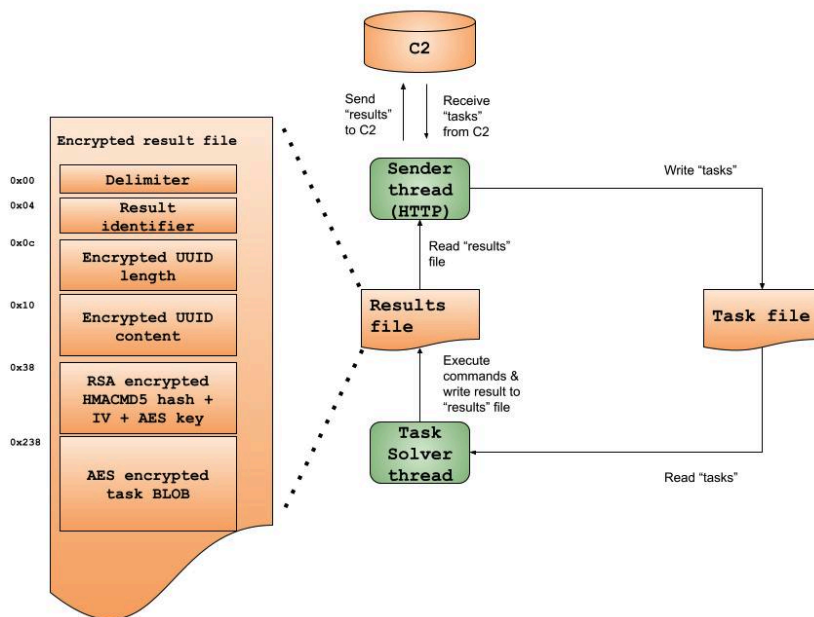 C2
Send
“results”
to C2
Receive
“tasks”
from C2
Encrypted result file
0x00
Delimiter
0x04
Result
identifier
0x0c
Encrypted UUID
length
0x10
Encrypted UUID
content
0x38
RSA encrypted
HMACMD5 hash +
IV + AES key
0x238
AES encrypted
task BLOB
Sender
thread
(HTTP)
Write “tasks”
Read “results”
file
Results
file
Task file
Execute
commands &
write result to
“results” file
Task
Solver
thread
Read “tasks”